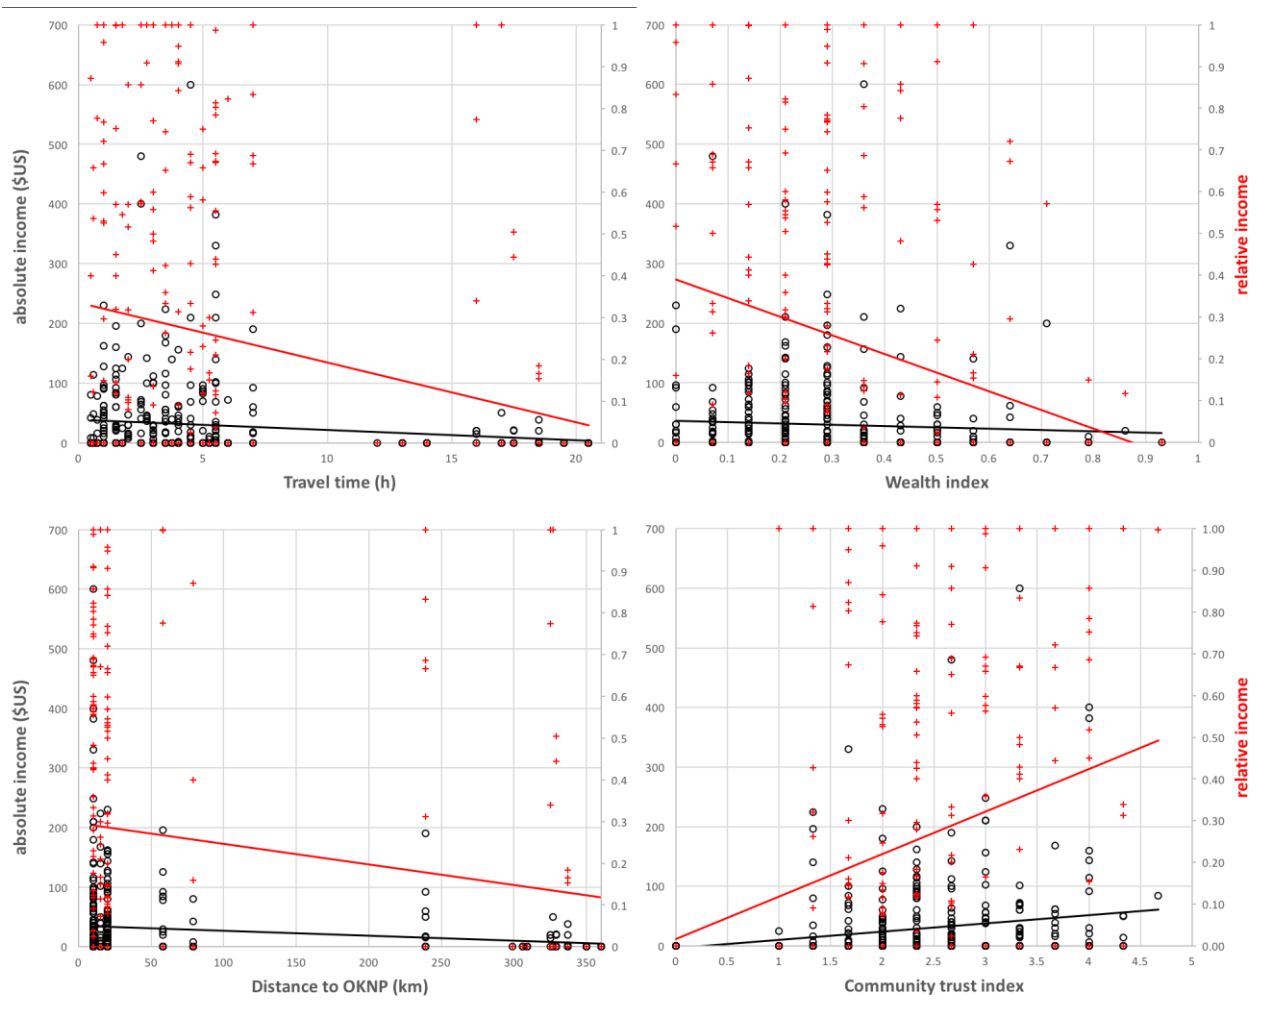 700 600 500 400 300 200 100 0
absolute income ($US)
1 0.9 0.8 0.7 0.6 0.5 0.4 0.3 0.2 0.1 0
0 5 10 15 20
Travel time (h)
700 600 500 400 300 200 100 0
1 0.9 0.8 0.7 0.6 0.5 0.4 0.3 0.2 0.1 0
relative income
0 0.1 0.2 0.3 0.4 0.5 0.6 0.7 0.8 0.9 1
Wealth index
700 600 500 400 300 200 100 0
absolute income ($US)
1 0.9 0.8 0.7 0.6 0.5 0.4 0.3 0.2 0.1 0
0 50 100 150 200 250 300 350
Distance to OKNP (km)
700 600 500 400 300 200 100 0
1.00 0.90 0.80 0.70 0.60 0.50 0.40 0.30 0.20 0.10 0.00
relative income
0 0.5 1 1.5 2 2.5 3 3.5 4 4.5 5
Community trust index